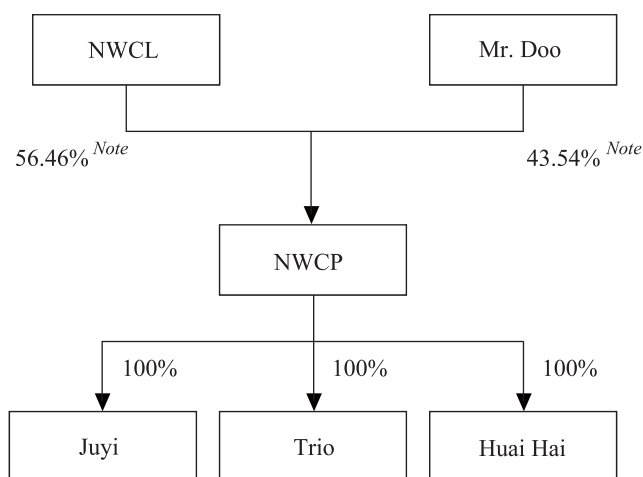 NWCL
Mr. Doo
56.46% Note
43.54% Note
NWCP
100%
100%
100%
Juyi
Trio
Huai Hai